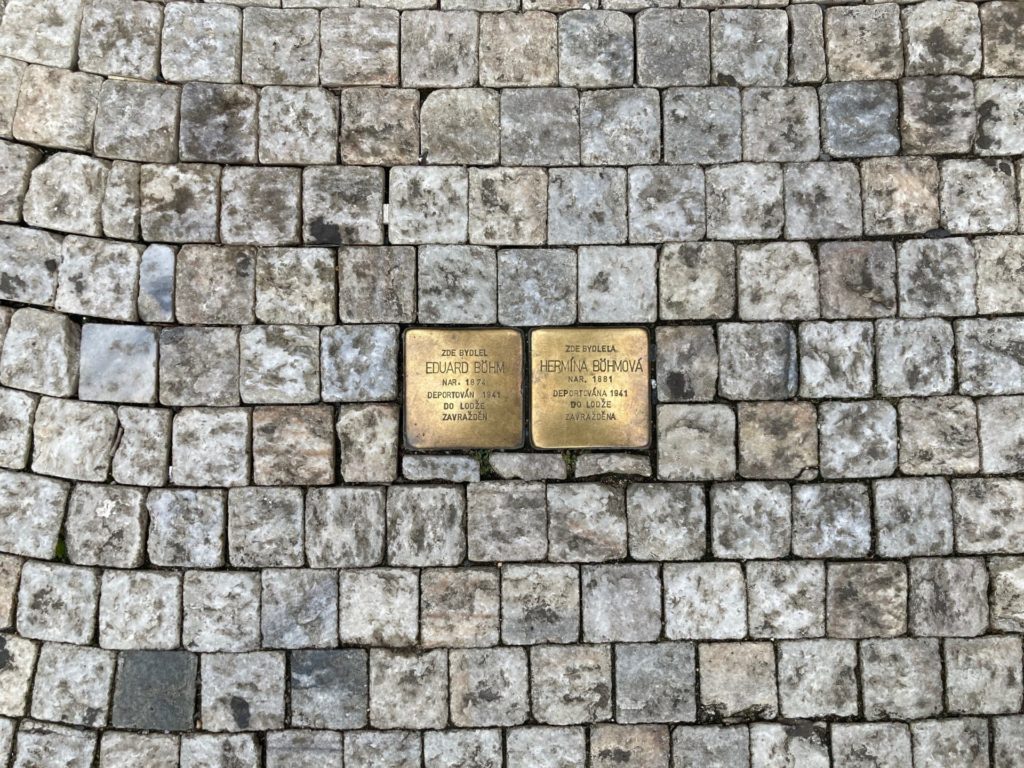 ZDE BYDLEL
EDUARD BÖHM
NAR. 1874
DEPORTOVÁN 1941
DO LODŽE
ZAVRAŽDĚN
ZDE BYDLELA
HERMÍNA BÖHMOVÁ
NAR. 1881
DEPORTOVÁNA 1941
DO LODŽE
ZAVRAŽDĚNA